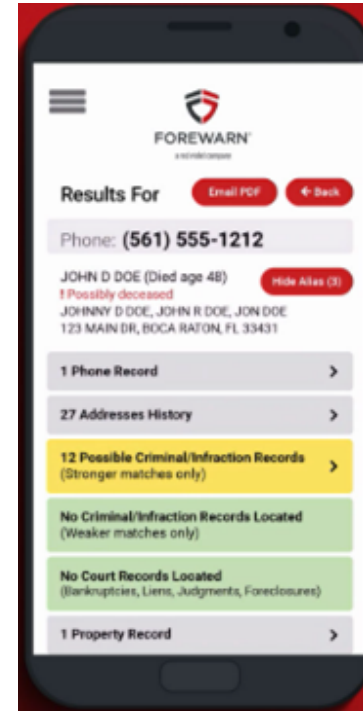 FOREWARN
a red violet company
Results For
Email PDF
← Back
Phone: (561) 555-1212
JOHN D DOE (Died age 48)
Hide Alias (3)
! Possibly deceased
JOHNNY D DOE, JOHN R DOE, JON DOE
123 MAIN DR, BOCA RATON, FL 33431
1 Phone Record
27 Addresses History
12 Possible Criminal/Infraction Records
(Stronger matches only)
No Criminal/Infraction Records Located
(Weaker matches only)
No Court Records Located
(Bankruptcies, Liens, Judgments, Foreclosures)
1 Property Record